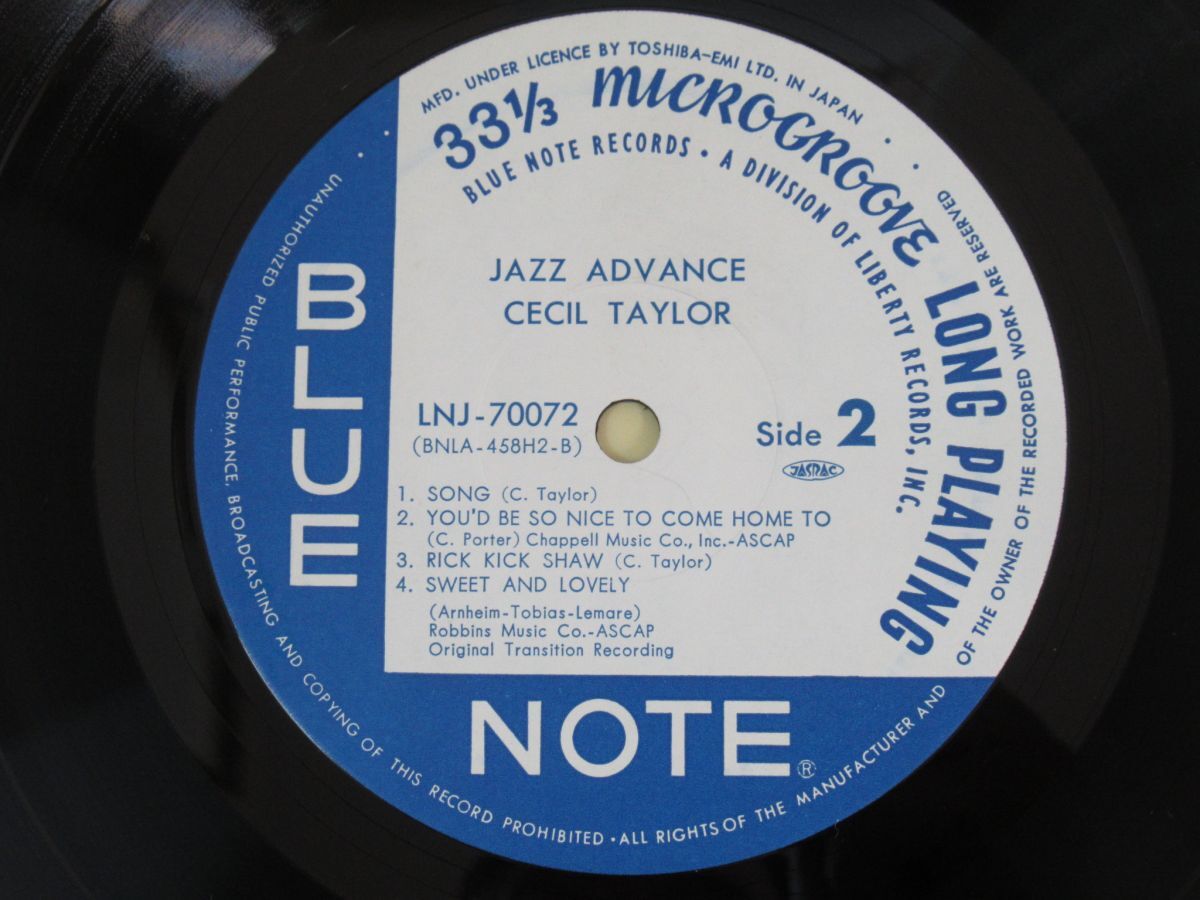 MFD. UNDER LICENCE BY TOSHIBA-EMI LTD. IN JAPAN
33⅓ MICROGROOVE LONG PLAYING
BLUE NOTE RECORDS • A DIVISION OF LIBERTY RECORDS, INC.
JAZZ ADVANCE
CECIL TAYLOR
LNJ-70072
(BNLA-458H2-B)
Side 2
JASRAC
1. SONG (C. Taylor)
2. YOU'D BE SO NICE TO COME HOME TO
(C. Porter) Chappell Music Co., Inc.-ASCAP
3. RICK KICK SHAW (C. Taylor)
4. SWEET AND LOVELY
(Arnheim-Tobias-Lemare)
Robbins Music Co.-ASCAP
Original Transition Recording
BLUE
NOTE®
UNAUTHORIZED PUBLIC PERFORMANCE, BROADCASTING AND COPYING OF THIS RECORD PROHIBITED • ALL RIGHTS OF THE MANUFACTURER AND OF THE OWNER OF THE RECORDED WORK ARE RESERVED